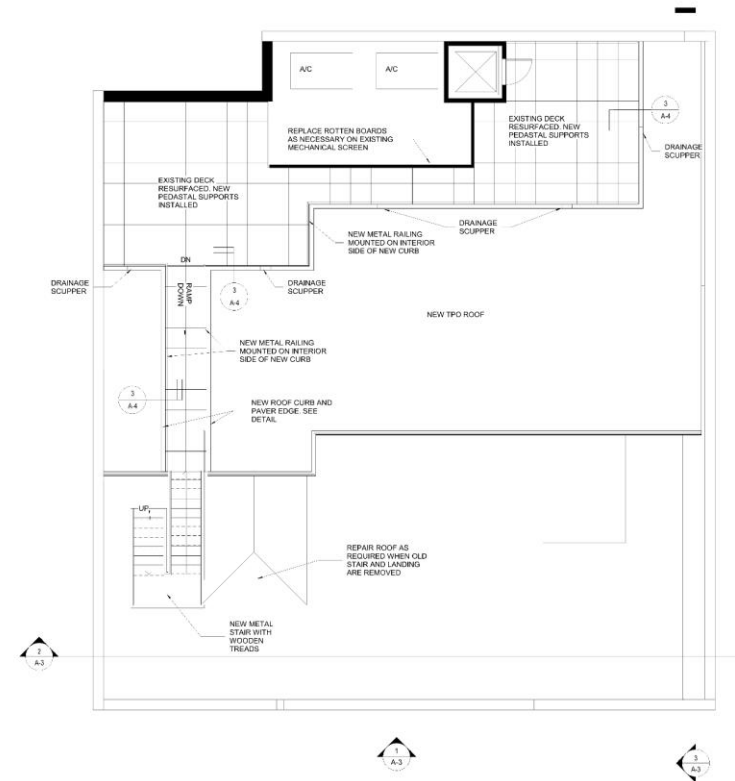 A/C
A/C
REPLACE ROTTEN BOARDS
AS NECESSARY ON EXISTING
MECHANICAL SCREEN
EXISTING DECK
RESURFACED. NEW
PEDASTAL SUPPORTS
INSTALLED
3
A-4
DRAINAGE
SCUPPER
EXISTING DECK
RESURFACED. NEW
PEDASTAL SUPPORTS
INSTALLED
DRAINAGE
SCUPPER
NEW METAL RAILING
MOUNTED ON INTERIOR
SIDE OF NEW CURB
DN
DRAINAGE
SCUPPER
RAMP
DOWN
3
A-4
DRAINAGE
SCUPPER
NEW TPO ROOF
NEW METAL RAILING
MOUNTED ON INTERIOR
SIDE OF NEW CURB
3
A-4
NEW ROOF CURB AND
PAVER EDGE. SEE
DETAIL
UP
REPAIR ROOF AS
REQUIRED WHEN OLD
STAIR AND LANDING
ARE REMOVED
NEW METAL
STAIR WITH
WOODEN
TREADS
2
A-3
1
A-3
3
A-3